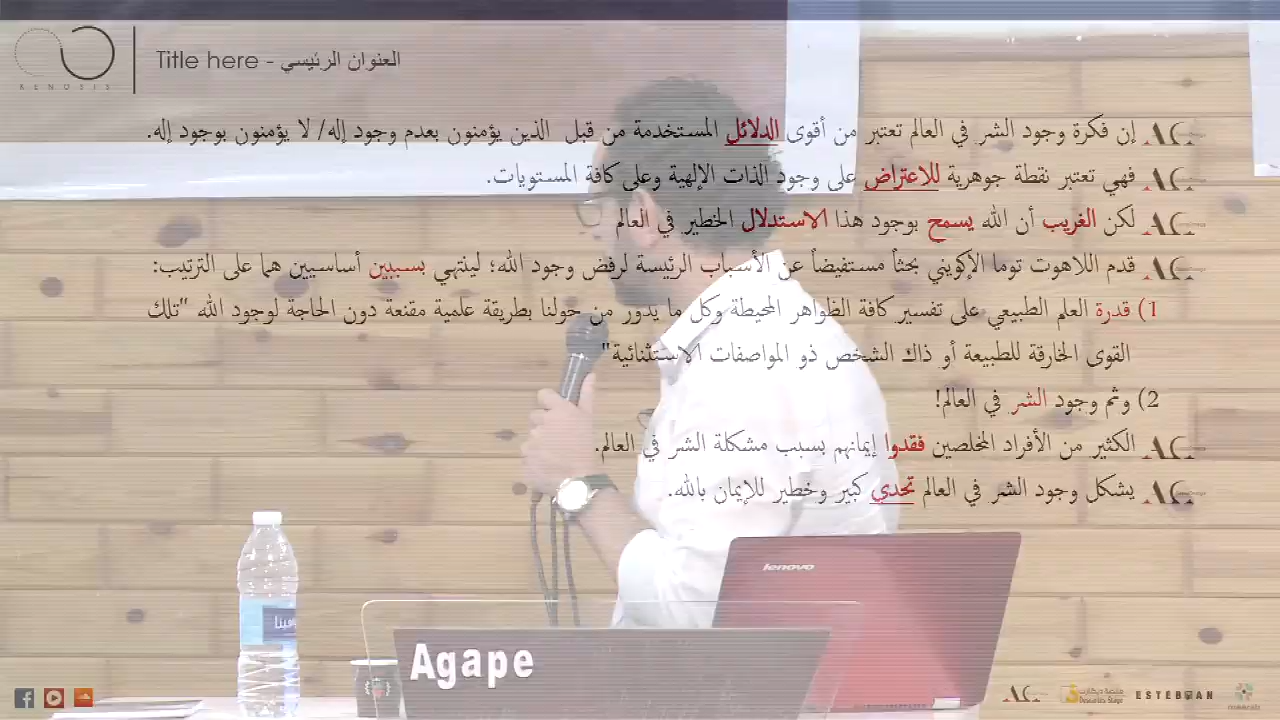 KENOSIS
Title here - العنوان الرئيسي
إن فكرة وجود الشر في العالم تعتبر من أقوى الدلائل المستخدمة من قبل الذين يؤمنون بعدم وجود إله/ لا يؤمنون بوجود إله.
فهي تعتبر نقطة جوهرية للاعتراض على وجود الذات الإلهية وعلى كافة المستويات.
لكن الغريب أن الله يسمح بوجود هذا الاستدلال الخطير في العالم
قدم اللاهوت توما الإكويني بحثاً مستفيضاً عن الأسباب الرئيسة لرفض وجود الله؛ لينتهي بسببين أساسيين هما على الترتيب:
1) قدرة العلم الطبيعي على تفسير كافة الظواهر المحيطة وكل ما يدور من حولنا بطريقة علمية مقنعة دون الحاجة لوجود الله "تلك
القوى الخارقة للطبيعة أو ذاك الشخص ذو المواصفات الاستثنائية"
2) وثم وجود الشر في العالم!
الكثير من الأفراد المخلصين فقدوا إيمانهم بسبب مشكلة الشر في العالم.
يشكل وجود الشر في العالم تحدي كبير وخطير للإيمان بالله.
lenovo
Agape
ESTEBHAN